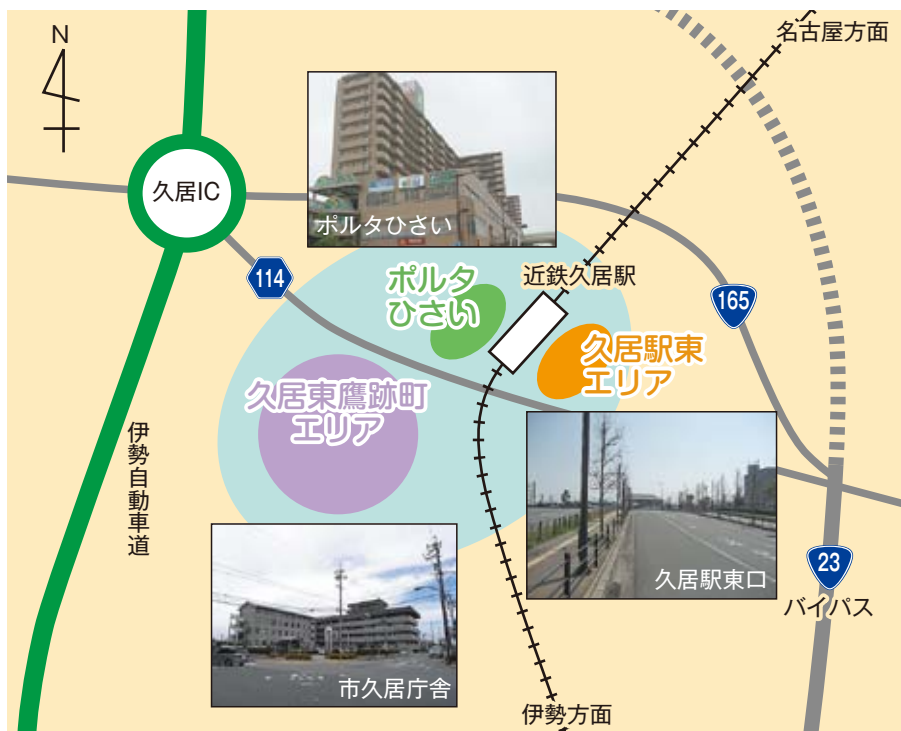 N
名古屋方面
久居IC
ポルタひさい
114
ポルタ
ひさい
近鉄久居駅
165
久居駅東
エリア
久居東鷹跡町
エリア
伊勢自動車道
久居駅東口
23
バイパス
市久居庁舎
伊勢方面